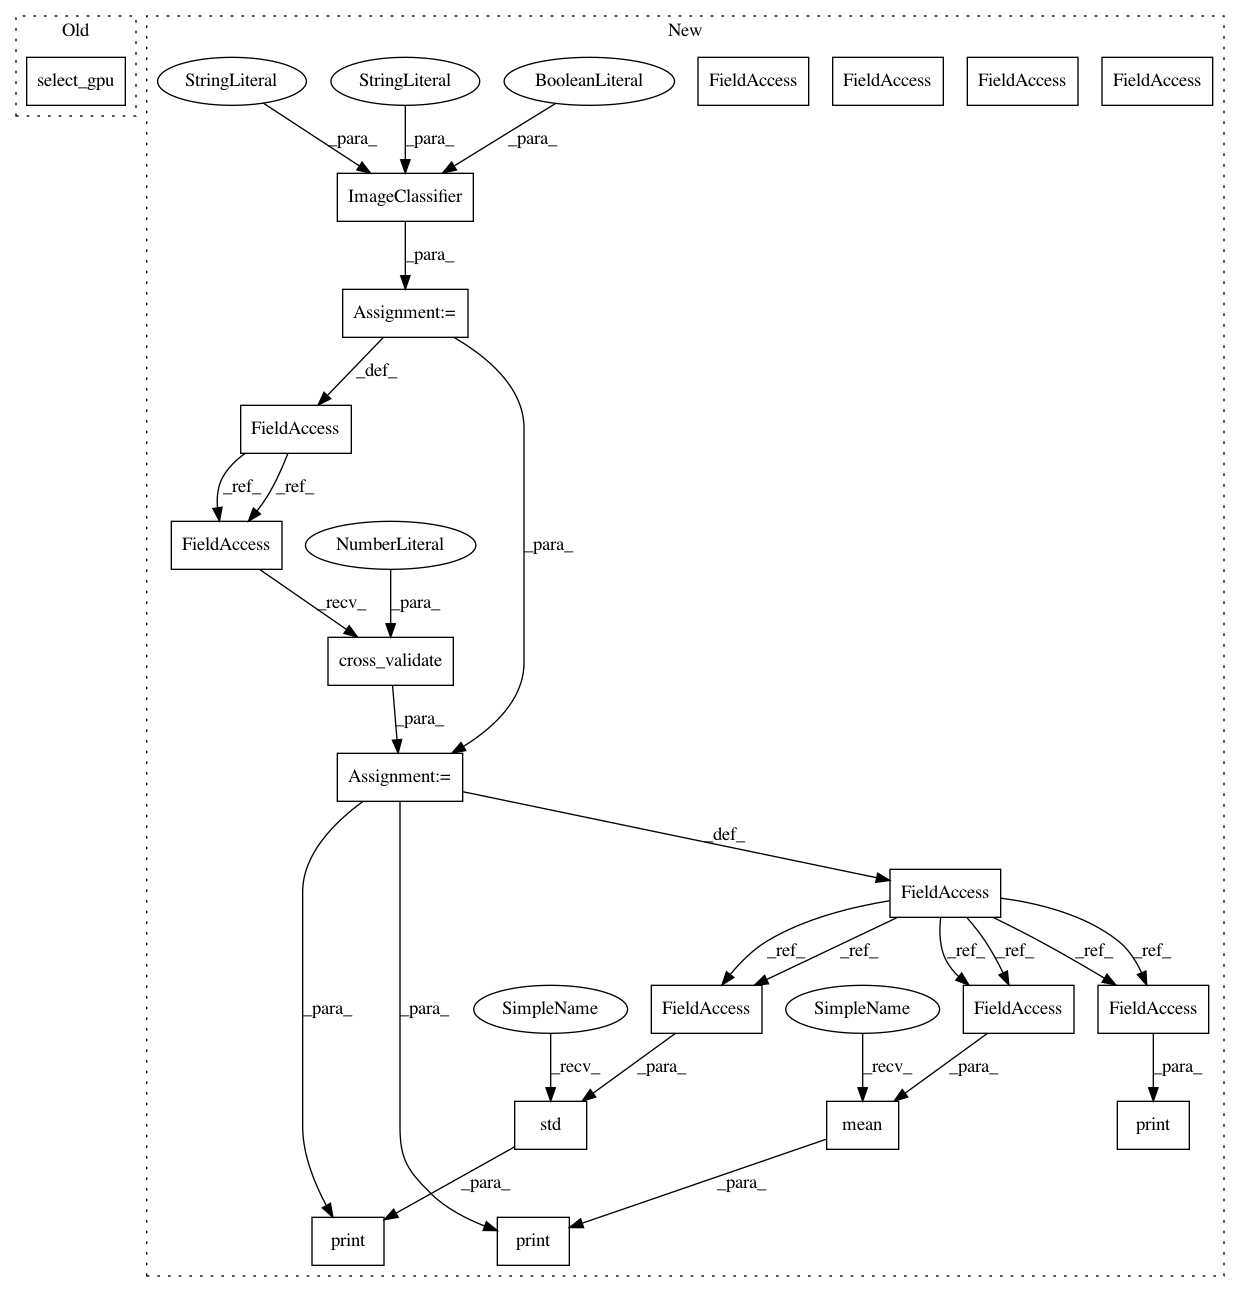 Old
New
select_gpu
StringLiteral
StringLiteral
BooleanLiteral
FieldAccess
FieldAccess
FieldAccess
FieldAccess
_para_
_para_
_para_
ImageClassifier
_para_
Assignment:=
_def_
FieldAccess
_ref_
_ref_
FieldAccess
NumberLiteral
_para_
_recv_
_para_
cross_validate
_para_
Assignment:=
_def_
FieldAccess
_ref_
_ref_
_ref_
_ref_
_ref_
_ref_
_para_
_para_
SimpleName
FieldAccess
SimpleName
FieldAccess
FieldAccess
_recv_
_para_
_recv_
_para_
_para_
std
mean
print
_para_
_para_
print
print